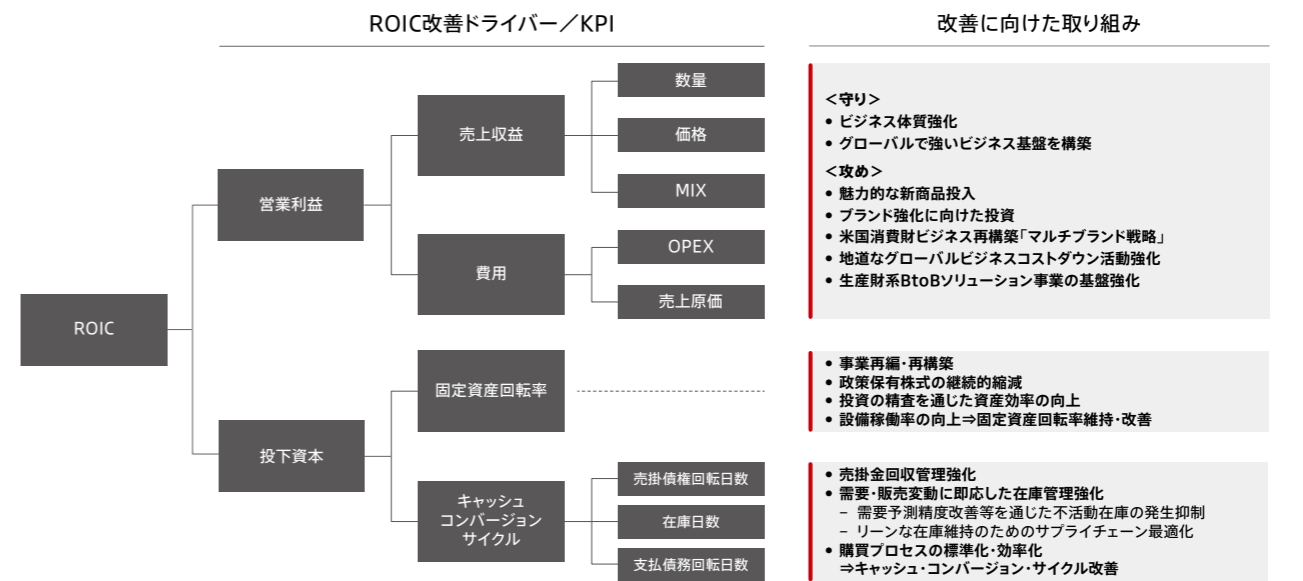 ROIC改善ドライバー／KPI
改善に向けた取り組み
ROIC
営業利益
売上収益
数量
価格
MIX
費用
OPEX
売上原価
投下資本
固定資産回転率
キャッシュ
コンバージョン
サイクル
売掛債権回転日数
在庫日数
支払債務回転日数
＜守り＞
• ビジネス体質強化
• グローバルで強いビジネス基盤を構築
＜攻め＞
• 魅力的な新商品投入
• ブランド強化に向けた投資
• 米国消費財ビジネス再構築「マルチブランド戦略」
• 地道なグローバルビジネスコストダウン活動強化
• 生産財系BtoBソリューション事業の基盤強化
• 事業再編・再構築
• 政策保有株式の継続的縮減
• 投資の精査を通じた資産効率の向上
• 設備稼働率の向上⇒固定資産回転率維持・改善
• 売掛金回収管理強化
• 需要・販売変動に即応した在庫管理強化
− 需要予測精度改善等を通じた不活動在庫の発生抑制
− リーンな在庫維持のためのサプライチェーン最適化
• 購買プロセスの標準化・効率化
⇒キャッシュ・コンバージョン・サイクル改善